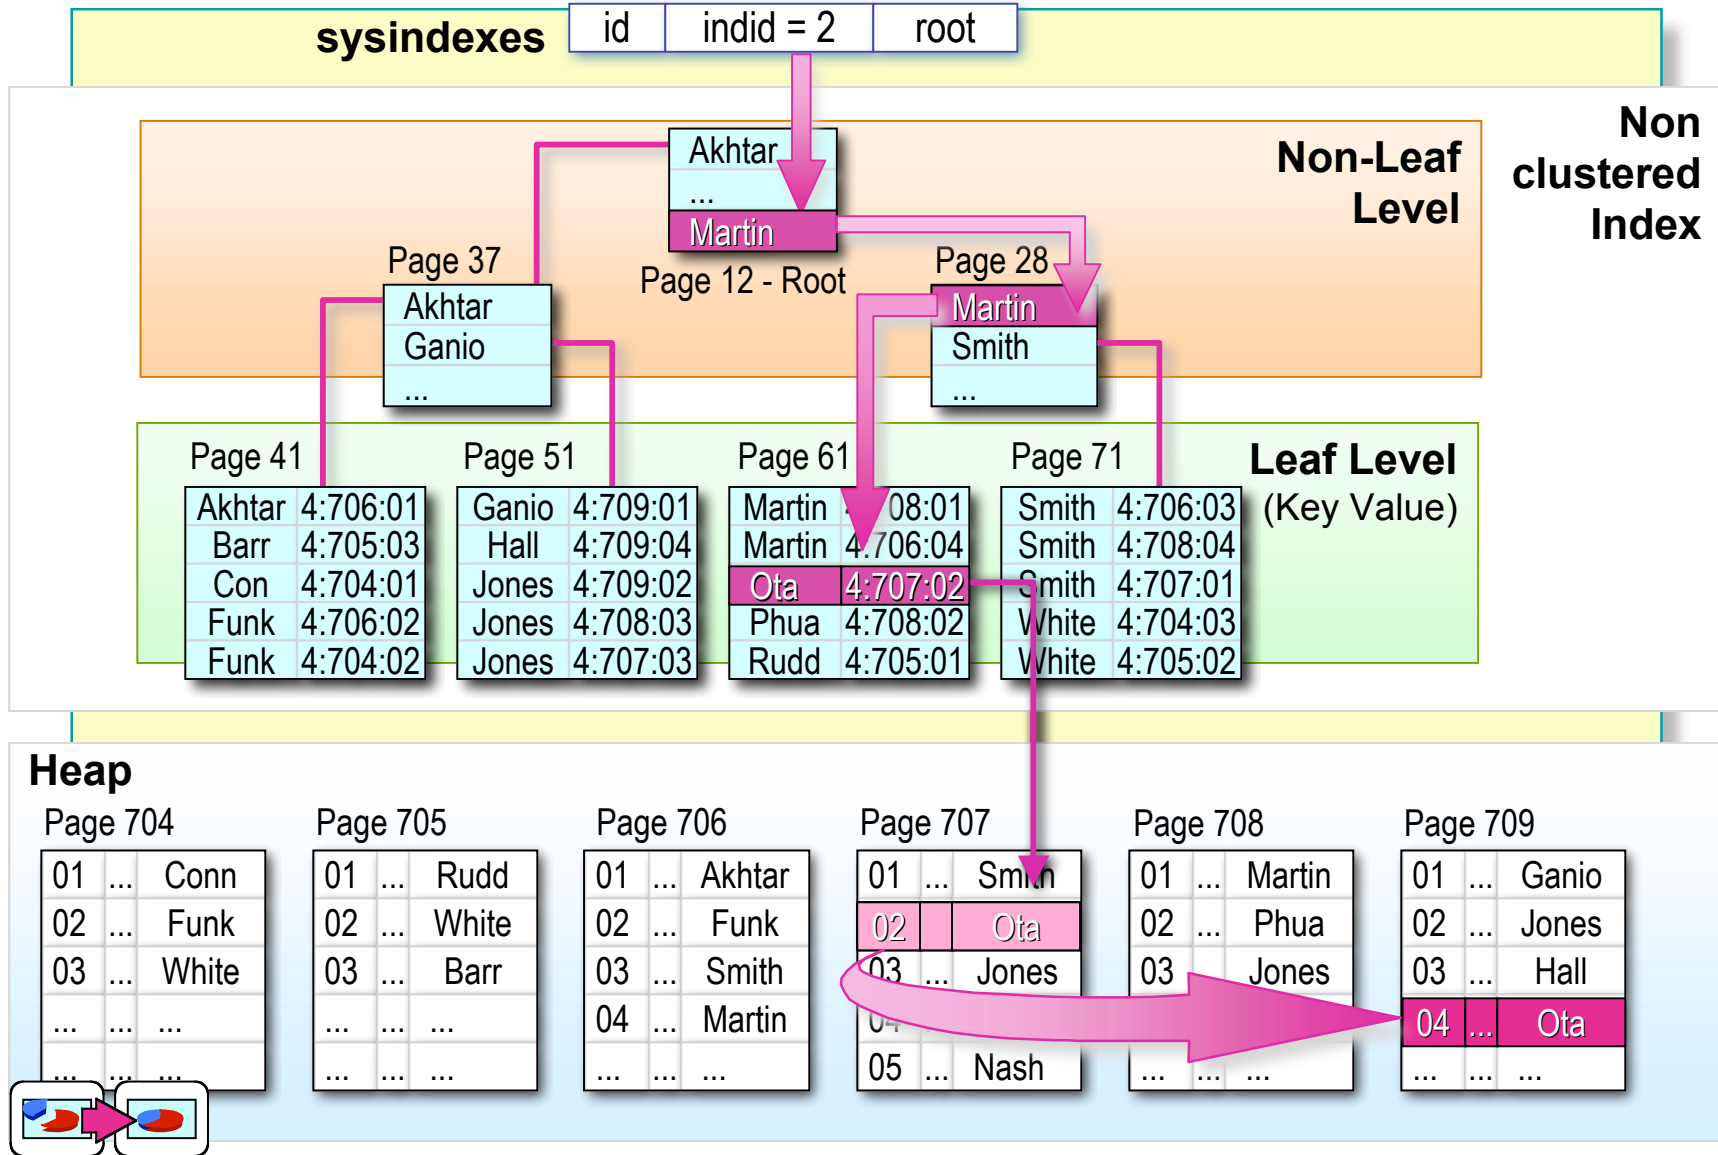 sysindexes id indid = 2 root
Non
clustered
Index
Non-Leaf
Level
Akhtar
...
Martin
Page 12 - Root
Page 37
Akhtar
Ganio
...
Page 28
Martin
Smith
...
Leaf Level
(Key Value)
Page 41
Akhtar 4:706:01
Barr 4:705:03
Con 4:704:01
Funk 4:706:02
Funk 4:704:02
Page 51
Ganio 4:709:01
Hall 4:709:04
Jones 4:709:02
Jones 4:708:03
Jones 4:707:03
Page 61
Martin 08:01
Martin 4:706:04
Ota 4:707:02
Phua 4:708:02
Rudd 4:705:01
Page 71
Smith 4:706:03
Smith 4:708:04
Smith 4:707:01
White 4:704:03
White 4:705:02
Heap
Page 704
01 ... Conn
02 ... Funk
03 ... White
... ... ...
... ... ...
Page 705
01 ... Rudd
02 ... White
03 ... Barr
... ... ...
... ... ...
Page 706
01 ... Akhtar
02 ... Funk
03 ... Smith
04 ... Martin
... ... ...
Page 707
01 ... Smith
02 Ota
03 ... Jones
04
05 ... Nash
Page 708
01 ... Martin
02 ... Phua
03 ... Jones
... ... ...
Page 709
01 ... Ganio
02 ... Jones
03 ... Hall
04 ... Ota
... ... ...